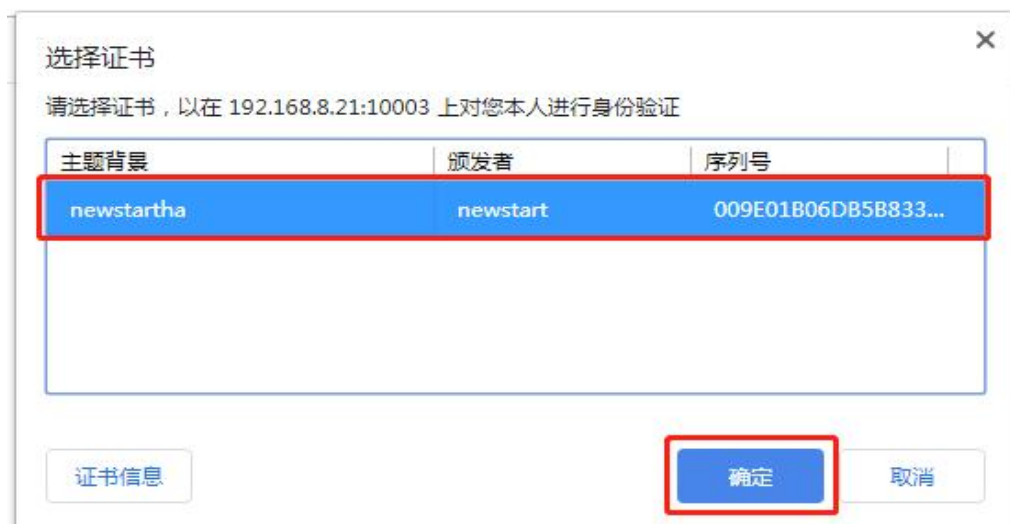 选择证书
请选择证书，以在 192.168.8.21:10003 上对您本人进行身份验证
主题背景 颁发者 序列号
newstartha newstart 009E01B06DB5B833...
证书信息 确定 取消